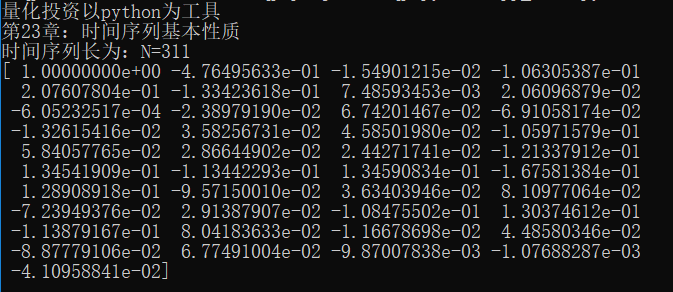 量化投资以python为工具
第23章：时间序列基本性质
时间序列长为：N=311
[ 1.00000000e+00 -4.76495633e-01 -1.54901215e-02 -1.06305387e-01
2.07607804e-01 -1.33423618e-01 7.48593453e-03 2.06096879e-02
-6.05232517e-04 -2.38979190e-02 6.74201467e-02 -6.91058174e-02
-1.32615416e-02 3.58256731e-02 4.58501980e-02 -1.05971579e-01
5.84057765e-02 2.86644902e-02 2.44271741e-02 -1.21337912e-01
1.34541909e-01 -1.13442293e-01 1.34590834e-01 -1.67581384e-01
1.28908918e-01 -9.57150010e-02 3.63403946e-02 8.10977064e-02
-7.23949376e-02 2.91387907e-02 -1.08475502e-01 1.30374612e-01
-1.13879167e-01 8.04183633e-02 -1.16678698e-02 4.48580346e-02
-8.87779106e-02 6.77491004e-02 -9.87007838e-03 -1.07688287e-03
-4.10958841e-02]